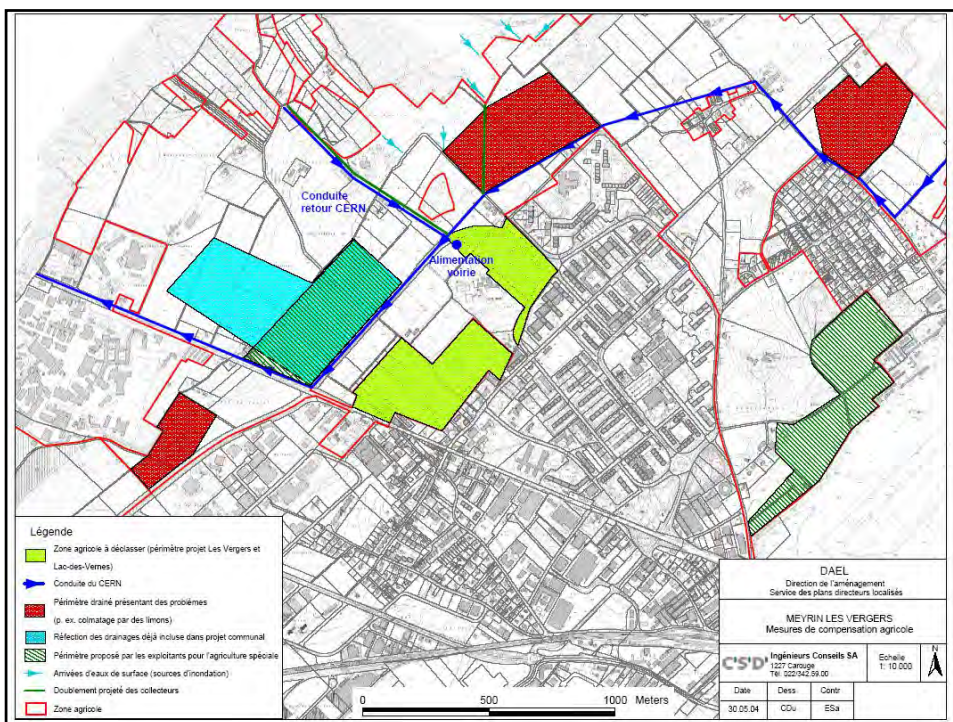 Conduite
retour CERN
Alimentation
voirie
Légende
Zone agricole à déclasser (périmètre projet Les Vergers et
Lac-des-Vernes)
Conduite du CERN
Périmètre drainé présentant des problèmes
(p. ex. colmatage par des limons)
Réfection des drainages déjà incluse dans projet communal
Périmètre proposé par les exploitants pour l'agriculture spéciale
Arrivées d'eaux de surface (sources d'inondation)
Doublement projeté des collecteurs
Zone agricole
0 500 1000 Meters
DAEL
Direction de l'aménagement
Service des plans directeurs localisés
MEYRIN LES VERGERS
Mesures de compensation agricole
C'S'D' Ingénieurs Conseils SA
1227 Carouge
Tél. 022/342.59.00
Echelle
1: 10.000
N
Date Dess Contr
30.05.04 CDu ESa